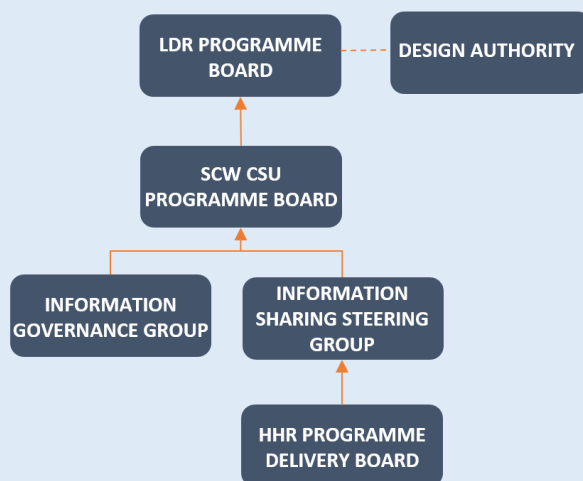 LDR PROGRAMME
BOARD
DESIGN AUTHORITY
SCW CSU
PROGRAMME BOARD
INFORMATION
GOVERNANCE GROUP
INFORMATION
SHARING STEERING
GROUP
HHR PROGRAMME
DELIVERY BOARD